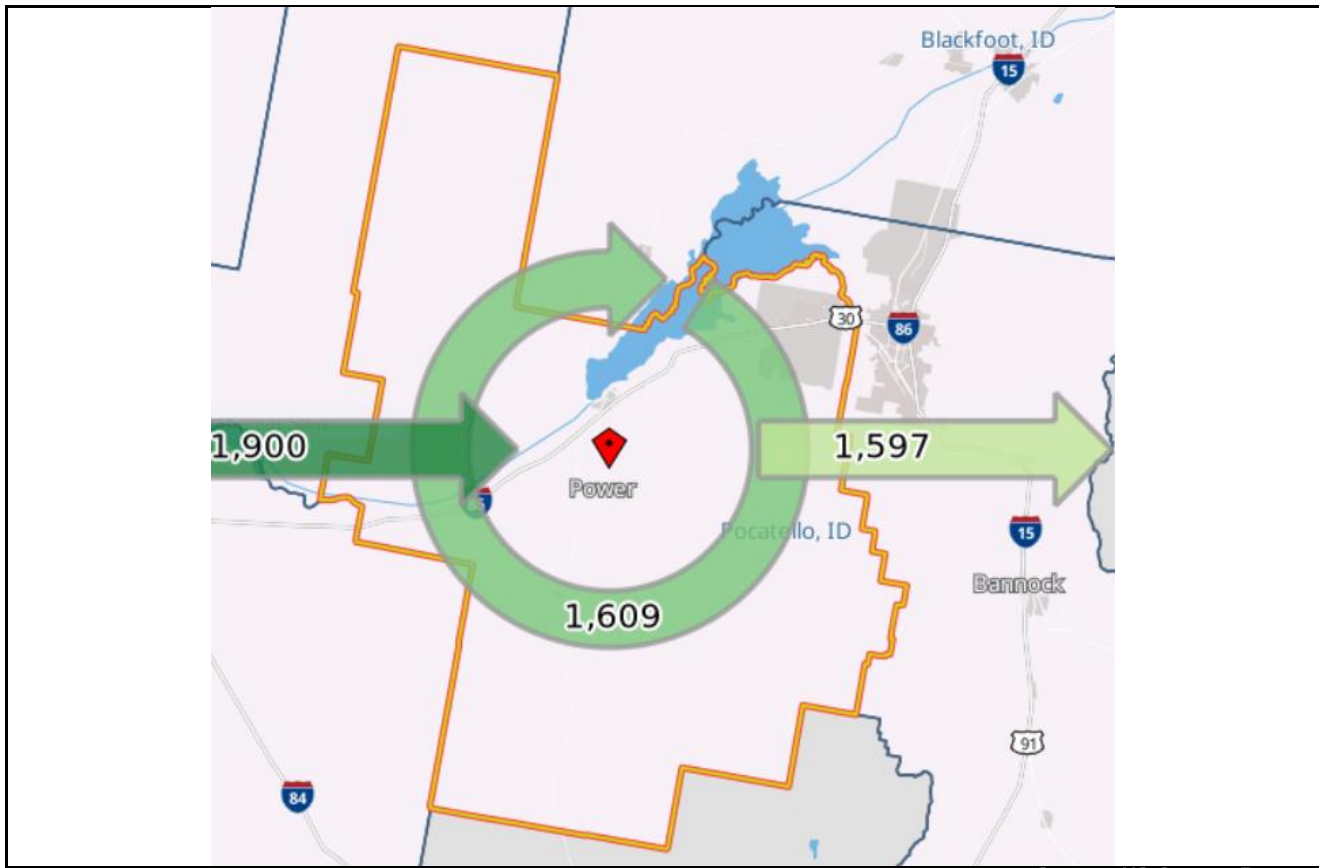 Blackfoot, ID
15
30
86
1,900
1,597
Power
Pocatello, ID
15
Bannock
1,609
91
84